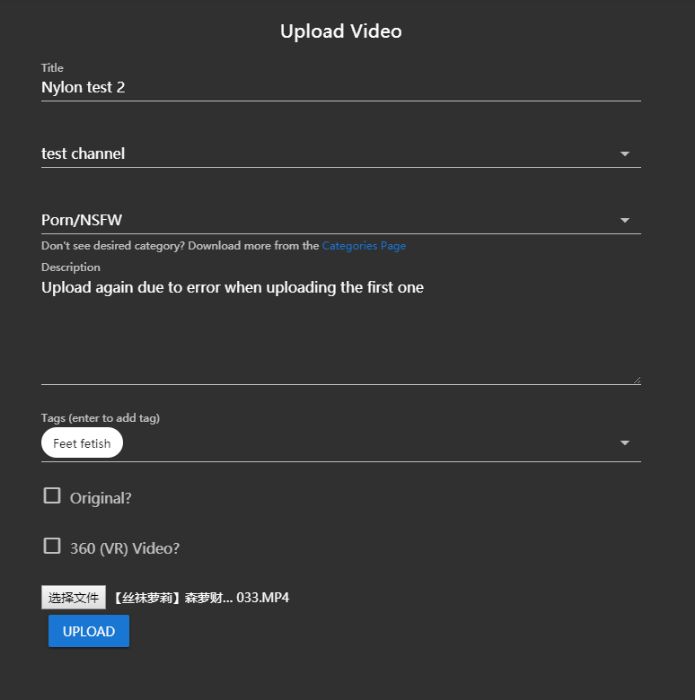 Upload Video
Title
Nylon test 2
test channel
Porn/NSFW
Don't see desired category? Download more from the Categories Page
Description
Upload again due to error when uploading the first one
Tags (enter to add tag)
Feet fetish
Original?
360 (VR) Video?
选择文件 【丝袜萝莉】森萝财... 033.MP4
UPLOAD